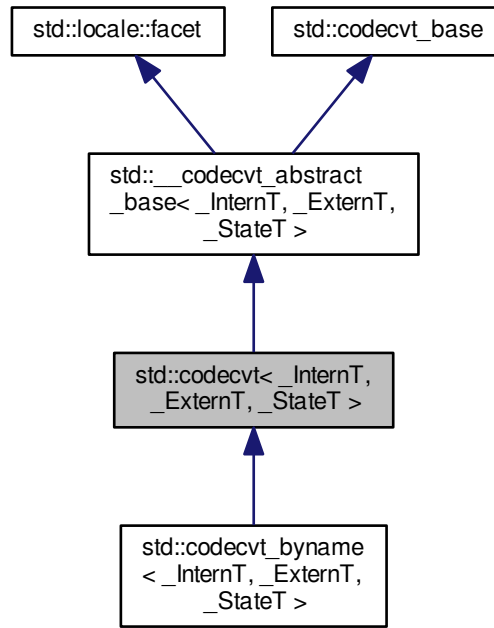 std::locale::facet
std::codecvt_base
std::__codecvt_abstract
_base< _InternT, _ExternT,
_StateT >
std::codecvt< _InternT,
_ExternT, _StateT >
std::codecvt_byname
< _InternT, _ExternT,
_StateT >